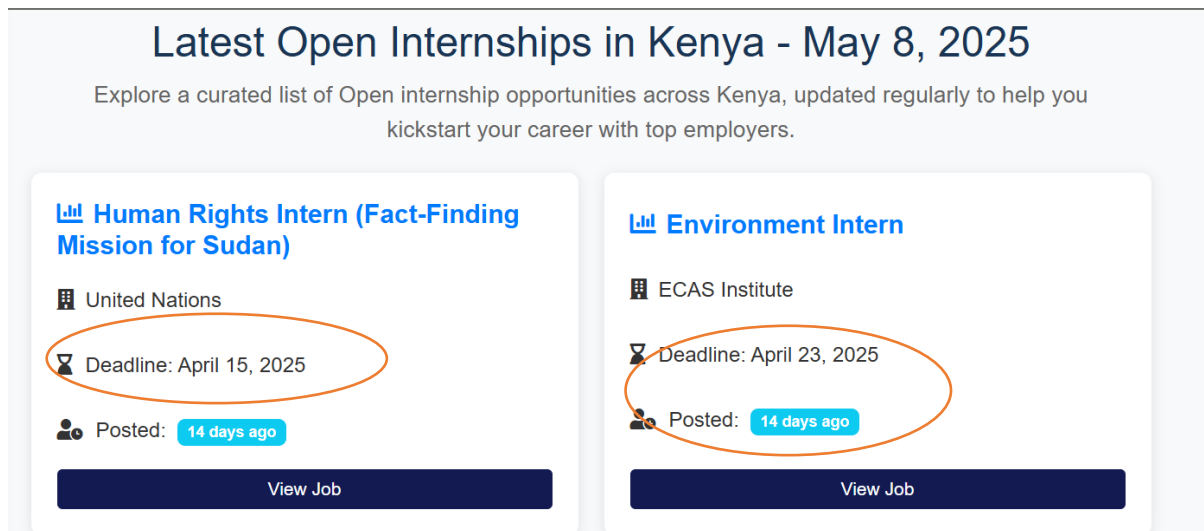 Latest Open Internships in Kenya - May 8, 2025
Explore a curated list of Open internship opportunities across Kenya, updated regularly to help you
kickstart your career with top employers.
Human Rights Intern (Fact-Finding
Mission for Sudan)
United Nations
Deadline: April 15, 2025
Posted: 14 days ago
View Job
Environment Intern
ECAS Institute
Deadline: April 23, 2025
Posted: 14 days ago
View Job